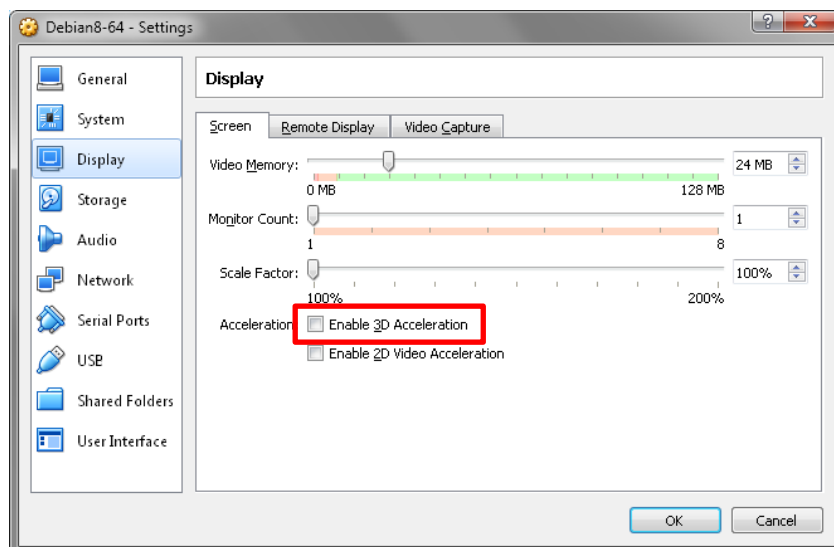 Debian8-64 - Settings
General
System
Display
Storage
Audio
Network
Serial Ports
USB
Shared Folders
User Interface
Display
Screen Remote Display Video Capture
Video Memory: 24 MB
0 MB 128 MB
Monitor Count: 1
1 8
Scale Factor: 100%
100% 200%
Acceleration Enable 3D Acceleration
Enable 2D Video Acceleration
OK Cancel